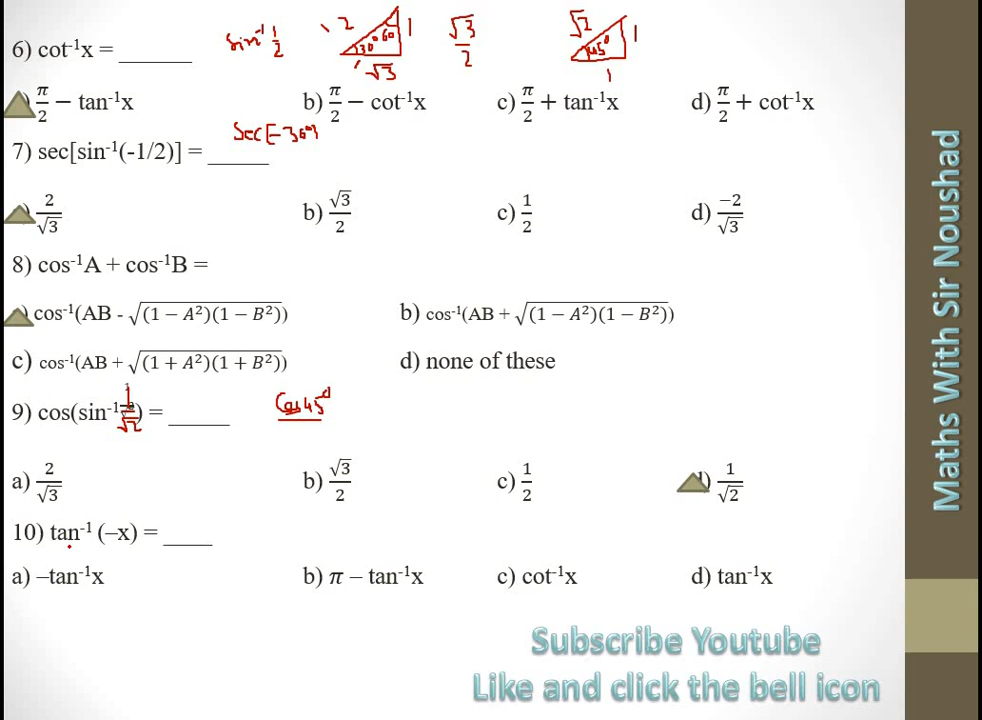 6) cot⁻¹x = ______
sin⁻¹ 1/2
2 1 30° 60 √3
√3/2
√2 1 45° 1
π/2 − tan⁻¹x b) π/2 − cot⁻¹x c) π/2 + tan⁻¹x d) π/2 + cot⁻¹x
7) sec[sin⁻¹(-1/2)] = ______
2/√3 b) √3/2 c) 1/2 d) −2/√3
8) cos⁻¹A + cos⁻¹B =
) cos⁻¹(AB - √(1 − A²)(1 − B²)) b) cos⁻¹(AB + √(1 − A²)(1 − B²))
c) cos⁻¹(AB + √(1 + A²)(1 + B²)) d) none of these
9) cos(sin⁻¹ 1/√2) = ______ Cos45°
a) 2/√3 b) √3/2 c) 1/2 ) 1/√2
10) tan⁻¹ (–x) = ____
a) –tan⁻¹x b) π − tan⁻¹x c) cot⁻¹x d) tan⁻¹x
Subscribe Youtube
Like and click the bell icon
Maths With Sir Noushad